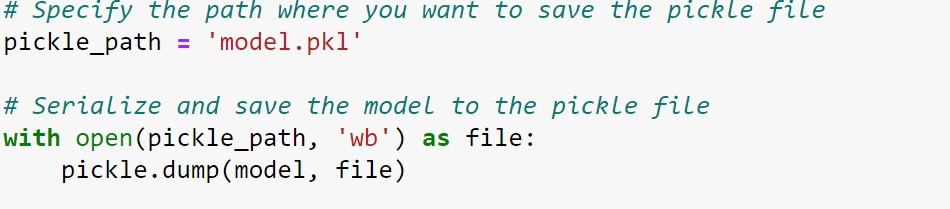 # Specify the path where you want to save the pickle file
pickle_path = 'model.pkl'
# Serialize and save the model to the pickle file
with open(pickle_path, 'wb') as file:
    pickle.dump(model, file)